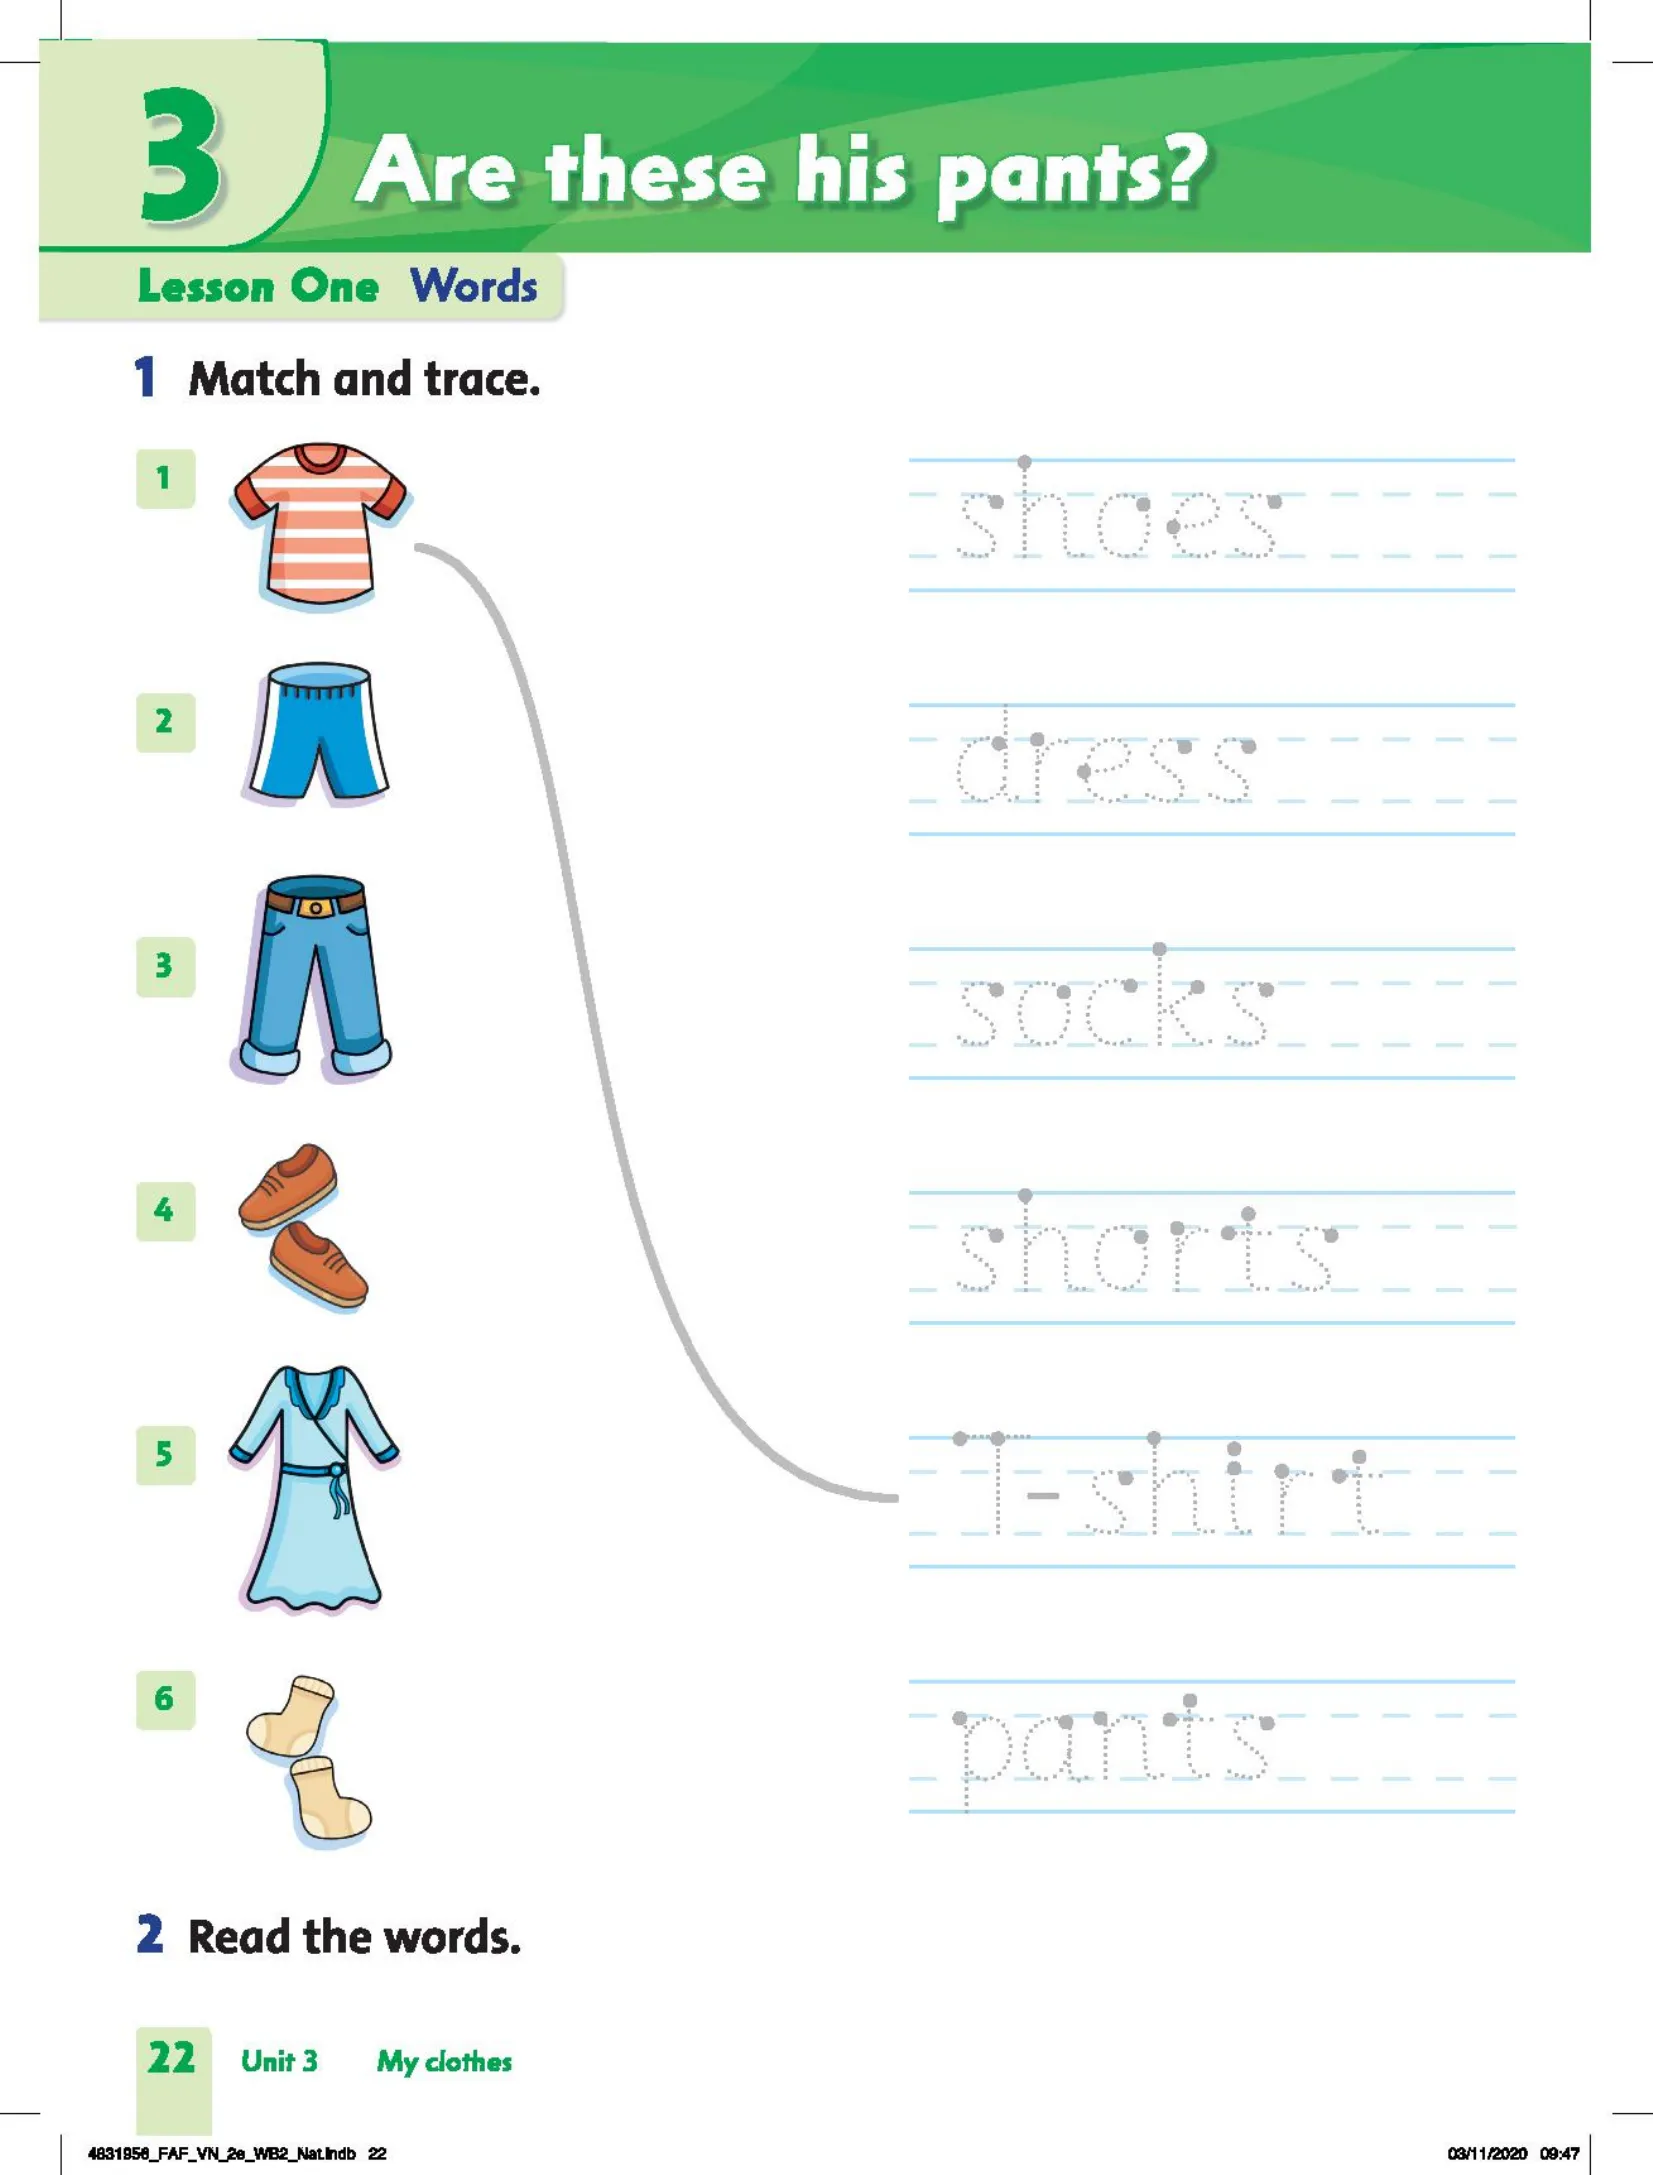 3 Are these his pants?
Lesson One Words
1 Match and trace.
1
shoes
2
dress
3
socks
4
shorts
5
T-shirt
6
pants
2 Read the words.
22 Unit 3 My clothes
4831956_FAF_VN_2e_WB2_Nat.indb 22 03/11/2020 09:47